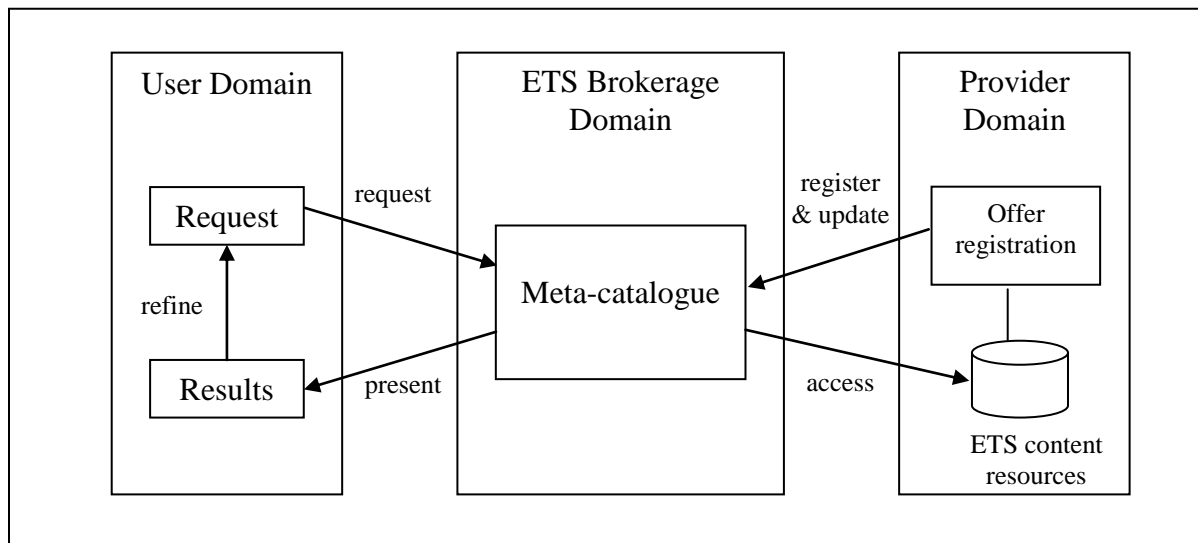 User Domain
ETS Brokerage
Domain
Provider
Domain
request
register
& update
Request
Offer
registration
Meta-catalogue
refine
Results
present
access
ETS content
resources